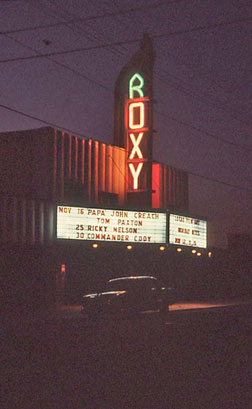 ROXY
NOV 16 PAPA JOHN CREACH
TOM PAXTON
25 RICKY NELSON
30 COMMANDER CODY